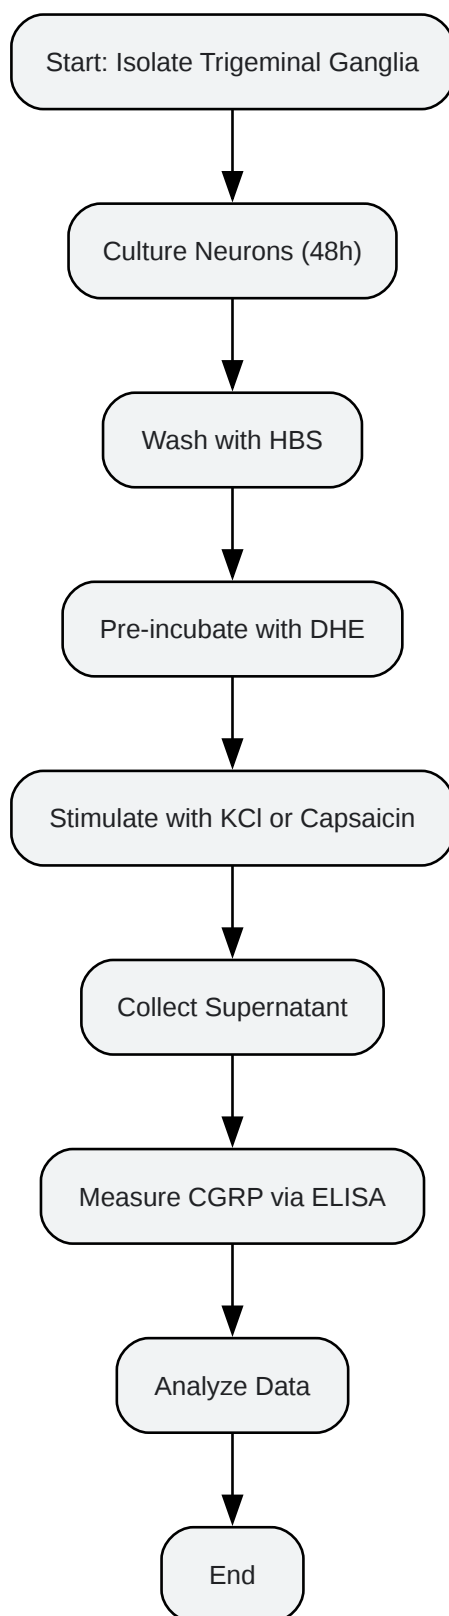 Start: Isolate Trigeminal Ganglia
Culture Neurons (48h)
Wash with HBS
Pre-incubate with DHE
Stimulate with KCl or Capsaicin
Collect Supernatant
Measure CGRP via ELISA
Analyze Data
End